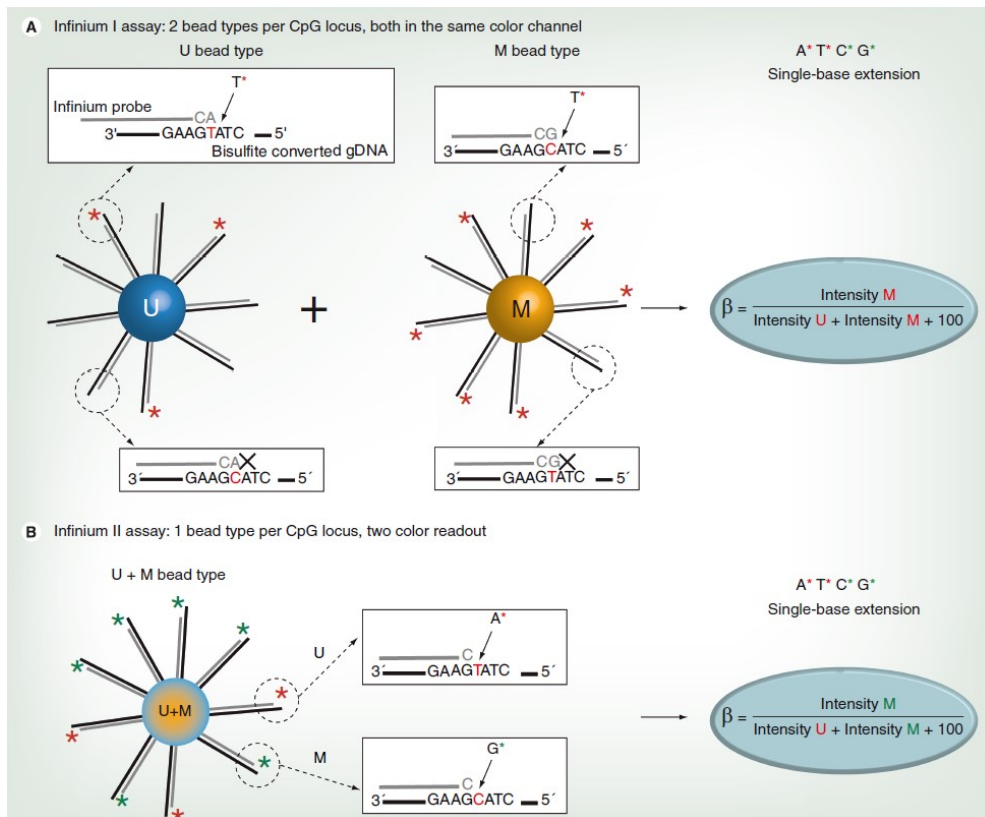 A Infinium I assay: 2 bead types per CpG locus, both in the same color channel
U bead type
M bead type
A* T* C* G*
Single-base extension
T*
Infinium probe
CA
3' GAAGTATC 5'
Bisulfite converted gDNA
T*
CG
3´ GAAGCATC 5´
U
+
M
β = Intensity M
Intensity U + Intensity M + 100
CA
3´ GAAGCATC 5´
CG
3´ GAAGTATC 5´
B Infinium II assay: 1 bead type per CpG locus, two color readout
U + M bead type
A* T* C* G*
Single-base extension
U+M
U
A*
C
3´ GAAGTATC 5´
M
G*
C
3´ GAAGCATC 5´
β = Intensity M
Intensity U + Intensity M + 100